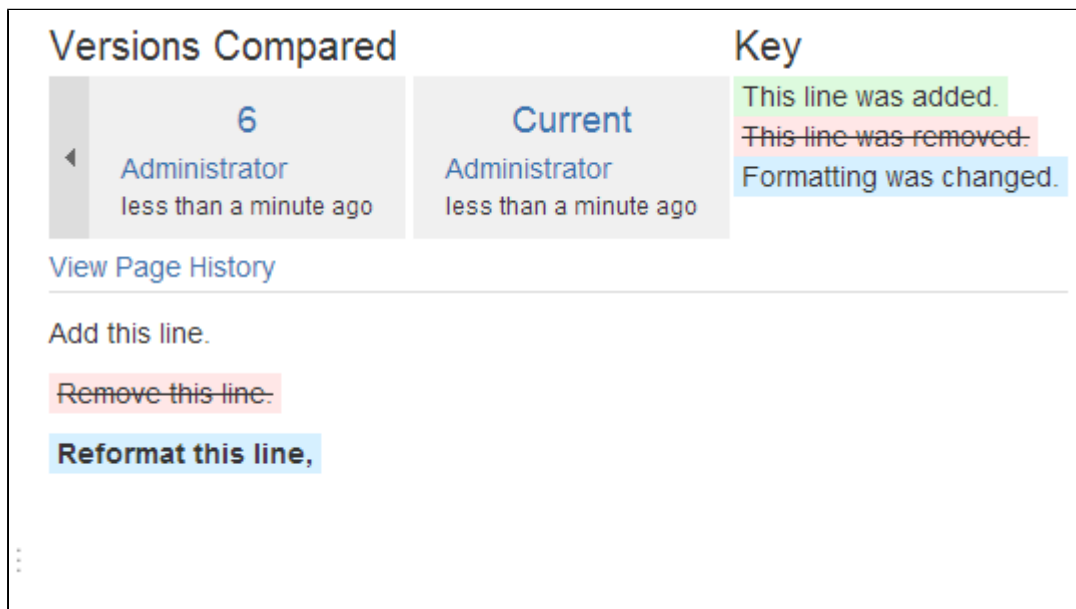 Versions Compared
Key
6
Administrator
less than a minute ago
Current
Administrator
less than a minute ago
This line was added.
This line was removed.
Formatting was changed.
View Page History
Add this line.
Remove this line.
Reformat this line,